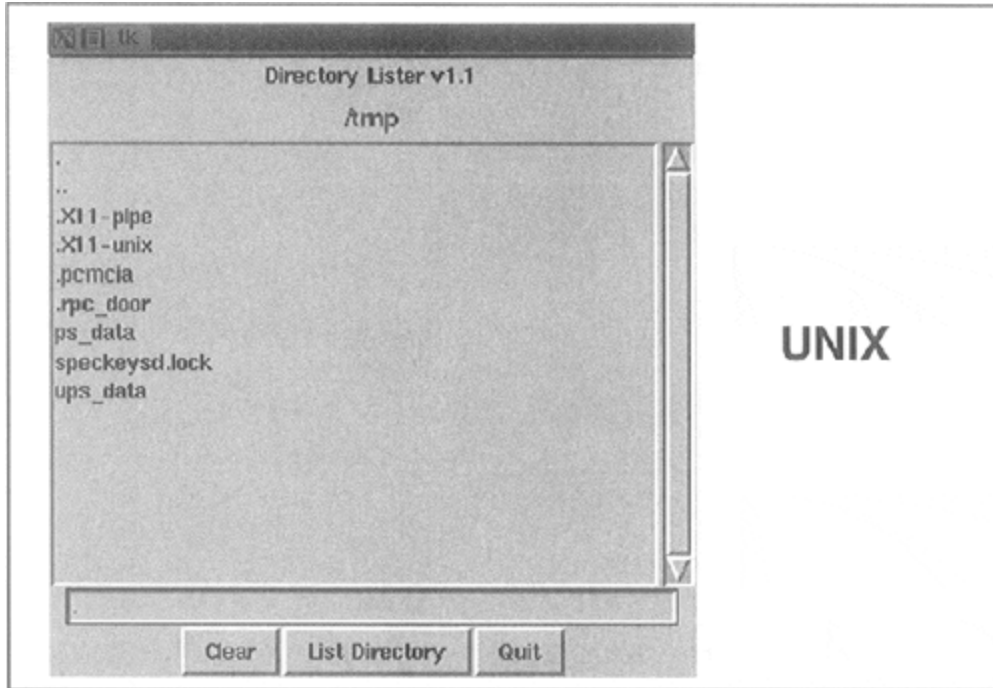 tk
Directory Lister v1.1
/tmp
.
..
.X11-pipe
.X11-unix
.pcmcia
.rpc_door
ps_data
speckeysd.lock
ups_data
.
Clear List Directory Quit
UNIX